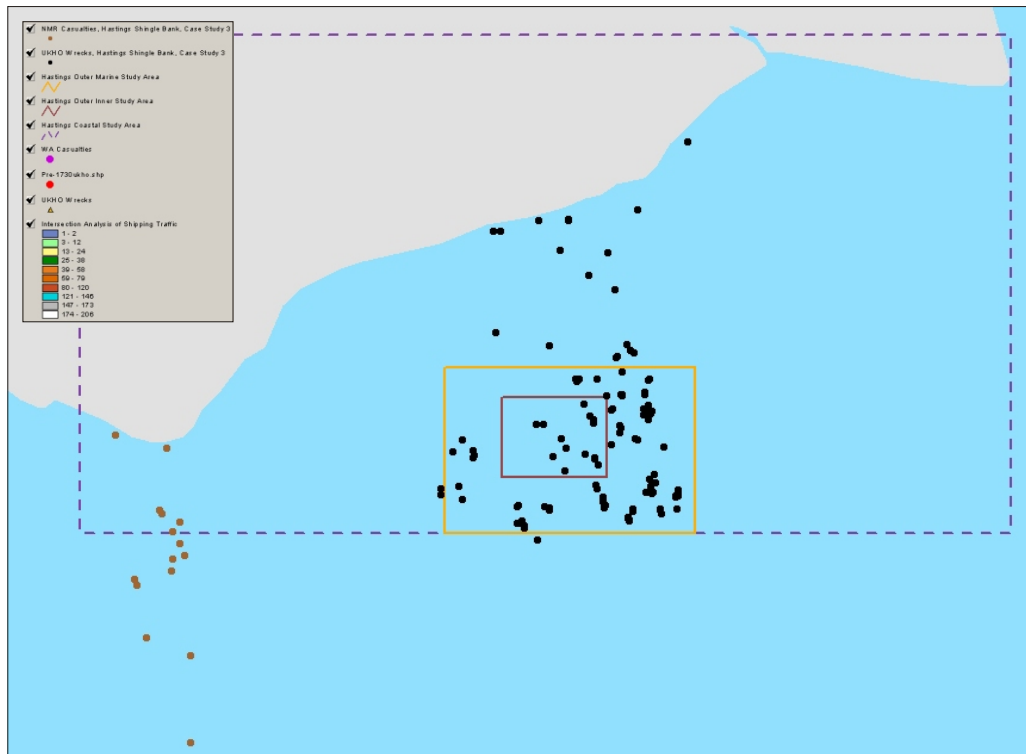 NMR Casualties, Hastings Shingle Bank, Case Study 3
UKHO Wrecks, Hastings Shingle Bank, Case Study 3
Hastings Outer Marine Study Area
Hastings Outer Inner Study Area
Hastings Coastal Study Area
WA Casualties
Pre-1730ukho.shp
UKHO Wrecks
Intersection Analysis of Shipping Traffic
1 - 2
3 - 12
13 - 24
25 - 38
39 - 58
59 - 79
80 - 120
121 - 146
147 - 173
174 - 206